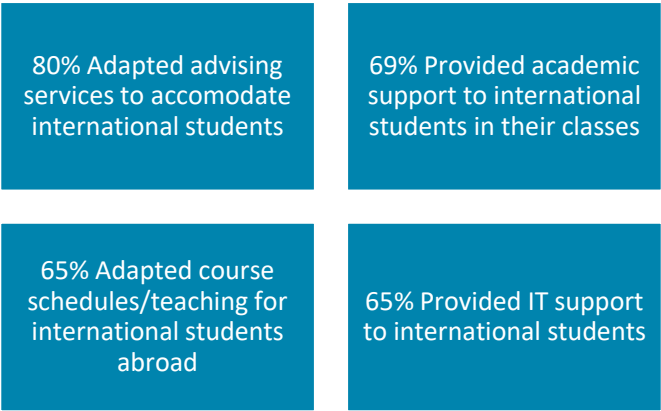 80% Adapted advising
services to accomodate
international students
69% Provided academic
support to international
students in their classes
65% Adapted course
schedules/teaching for
international students
abroad
65% Provided IT support
to international students